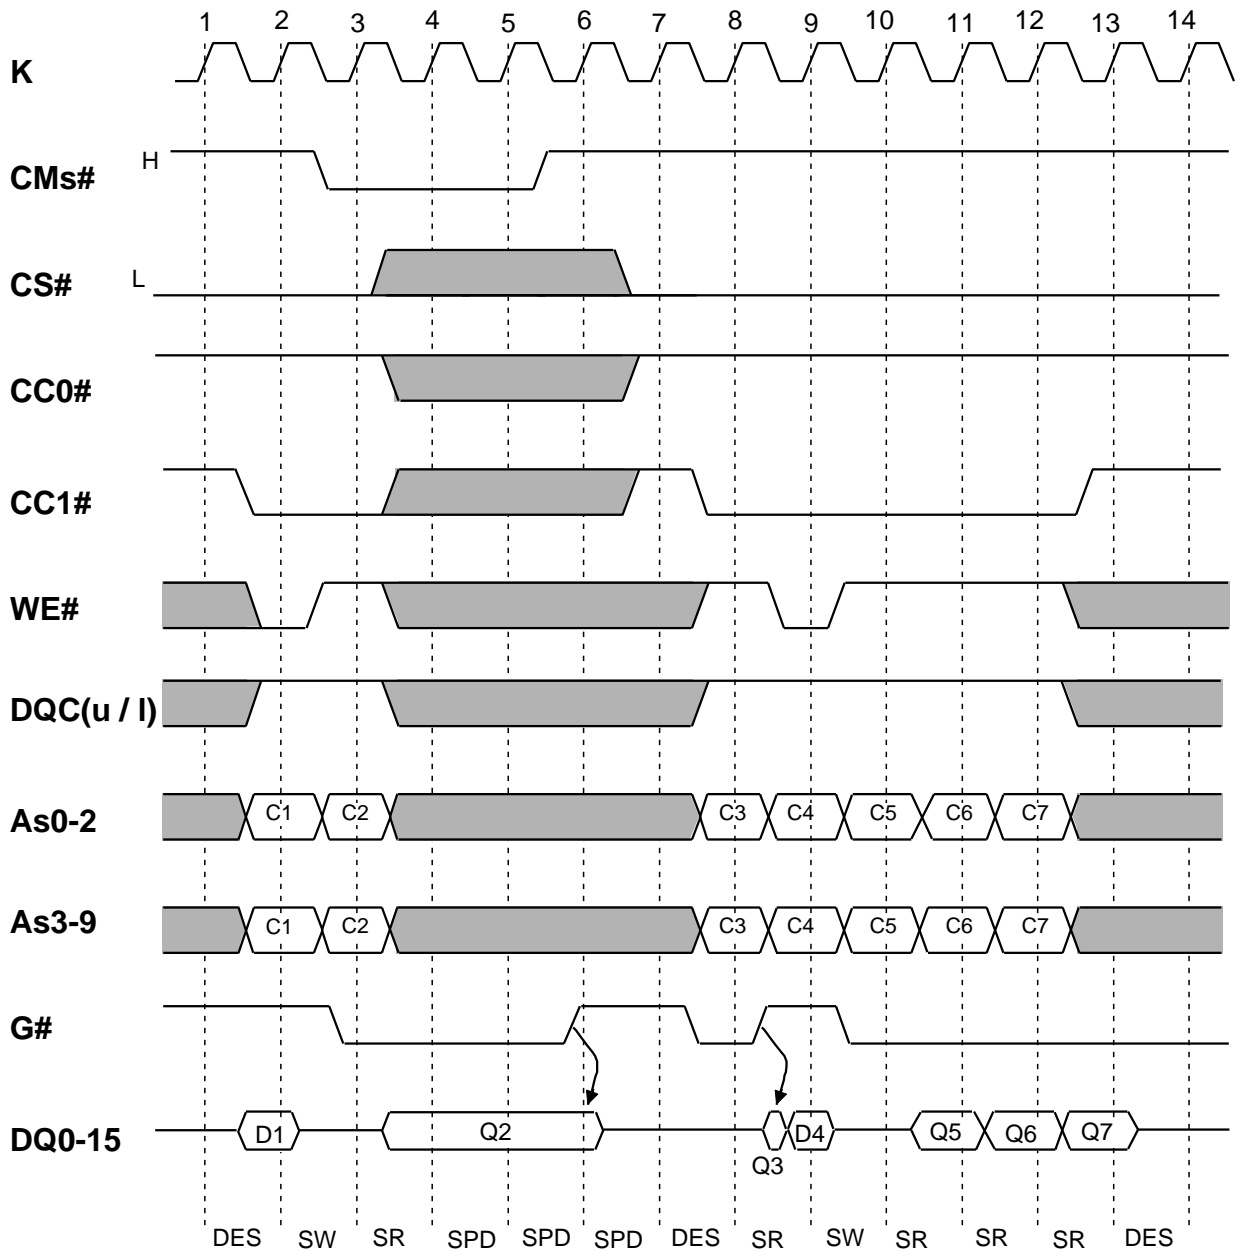 1 2 3 4 5 6 7 8 9 10 11 12 13 14
K
H
CMs#
L
CS#
CC0#
CC1#
WE#
DQC(u / l)
As0-2 C1 C2 C3 C4 C5 C6 C7
As3-9 C1 C2 C3 C4 C5 C6 C7
G#
DQ0-15 D1 Q2 Q3 D4 Q5 Q6 Q7
DES SW SR SPD SPD SPD DES SR SW SR SR SR DES